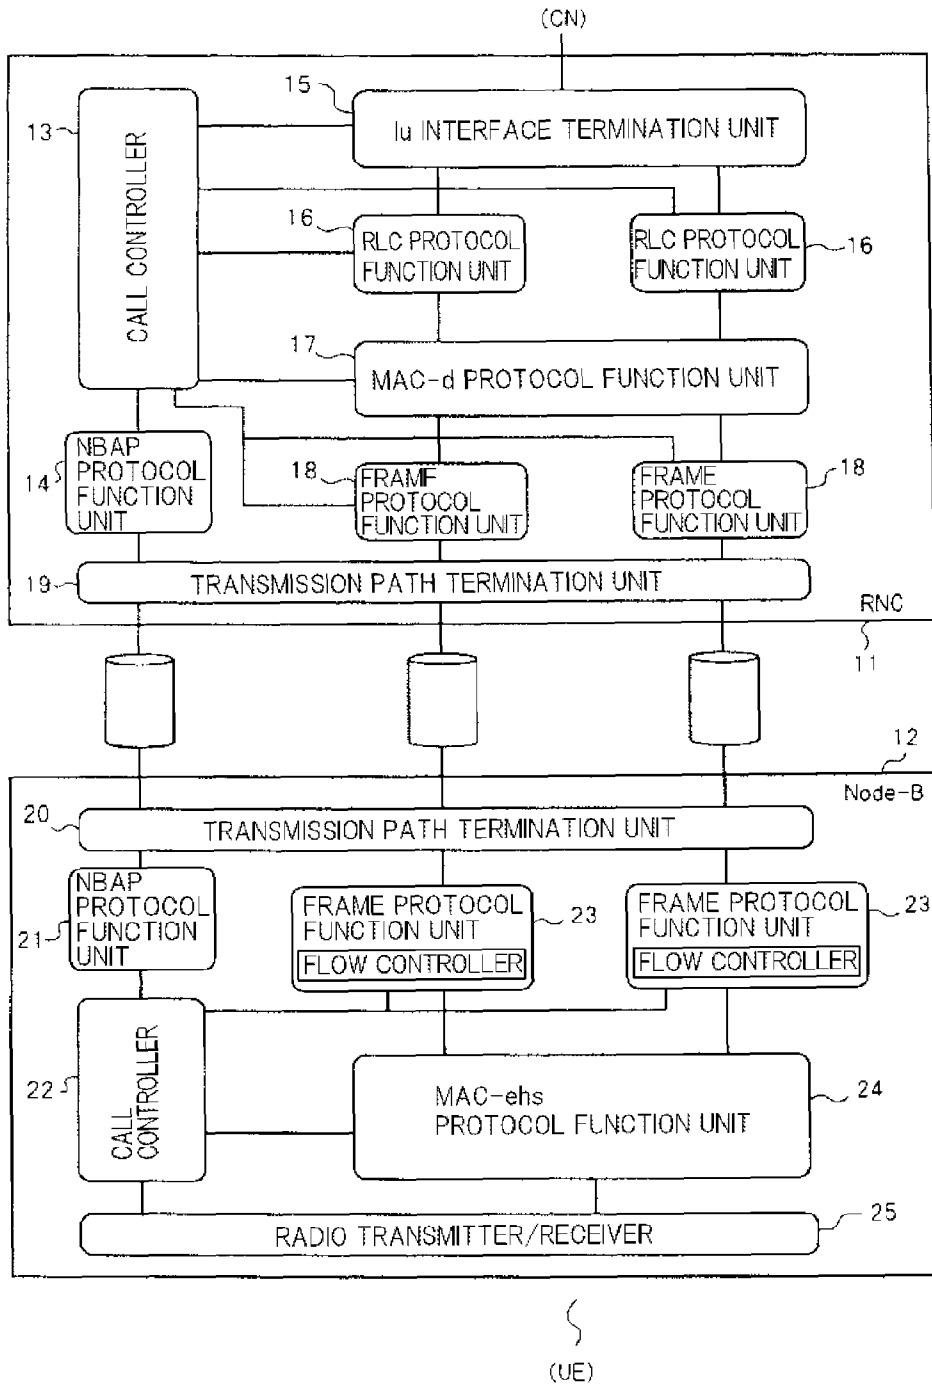 (CN)
15
13
Iu INTERFACE TERMINATION UNIT
CALL CONTROLLER
16
RLC PROTOCOL
FUNCTION UNIT
RLC PROTOCOL
FUNCTION UNIT
16
17
MAC-d PROTOCOL FUNCTION UNIT
14
NBAP
PROTOCOL
FUNCTION
UNIT
18
FRAME
PROTOCOL
FUNCTION UNIT
FRAME
PROTOCOL
FUNCTION UNIT
18
19
TRANSMISSION PATH TERMINATION UNIT
RNC
11
12
Node-B
20
TRANSMISSION PATH TERMINATION UNIT
21
NBAP
PROTOCOL
FUNCTION
UNIT
FRAME PROTOCOL
FUNCTION UNIT
FLOW CONTROLLER
23
FRAME PROTOCOL
FUNCTION UNIT
FLOW CONTROLLER
23
22
CALL
CONTROLLER
MAC-ehs
PROTOCOL FUNCTION UNIT
24
RADIO TRANSMITTER/RECEIVER
25
(UE)